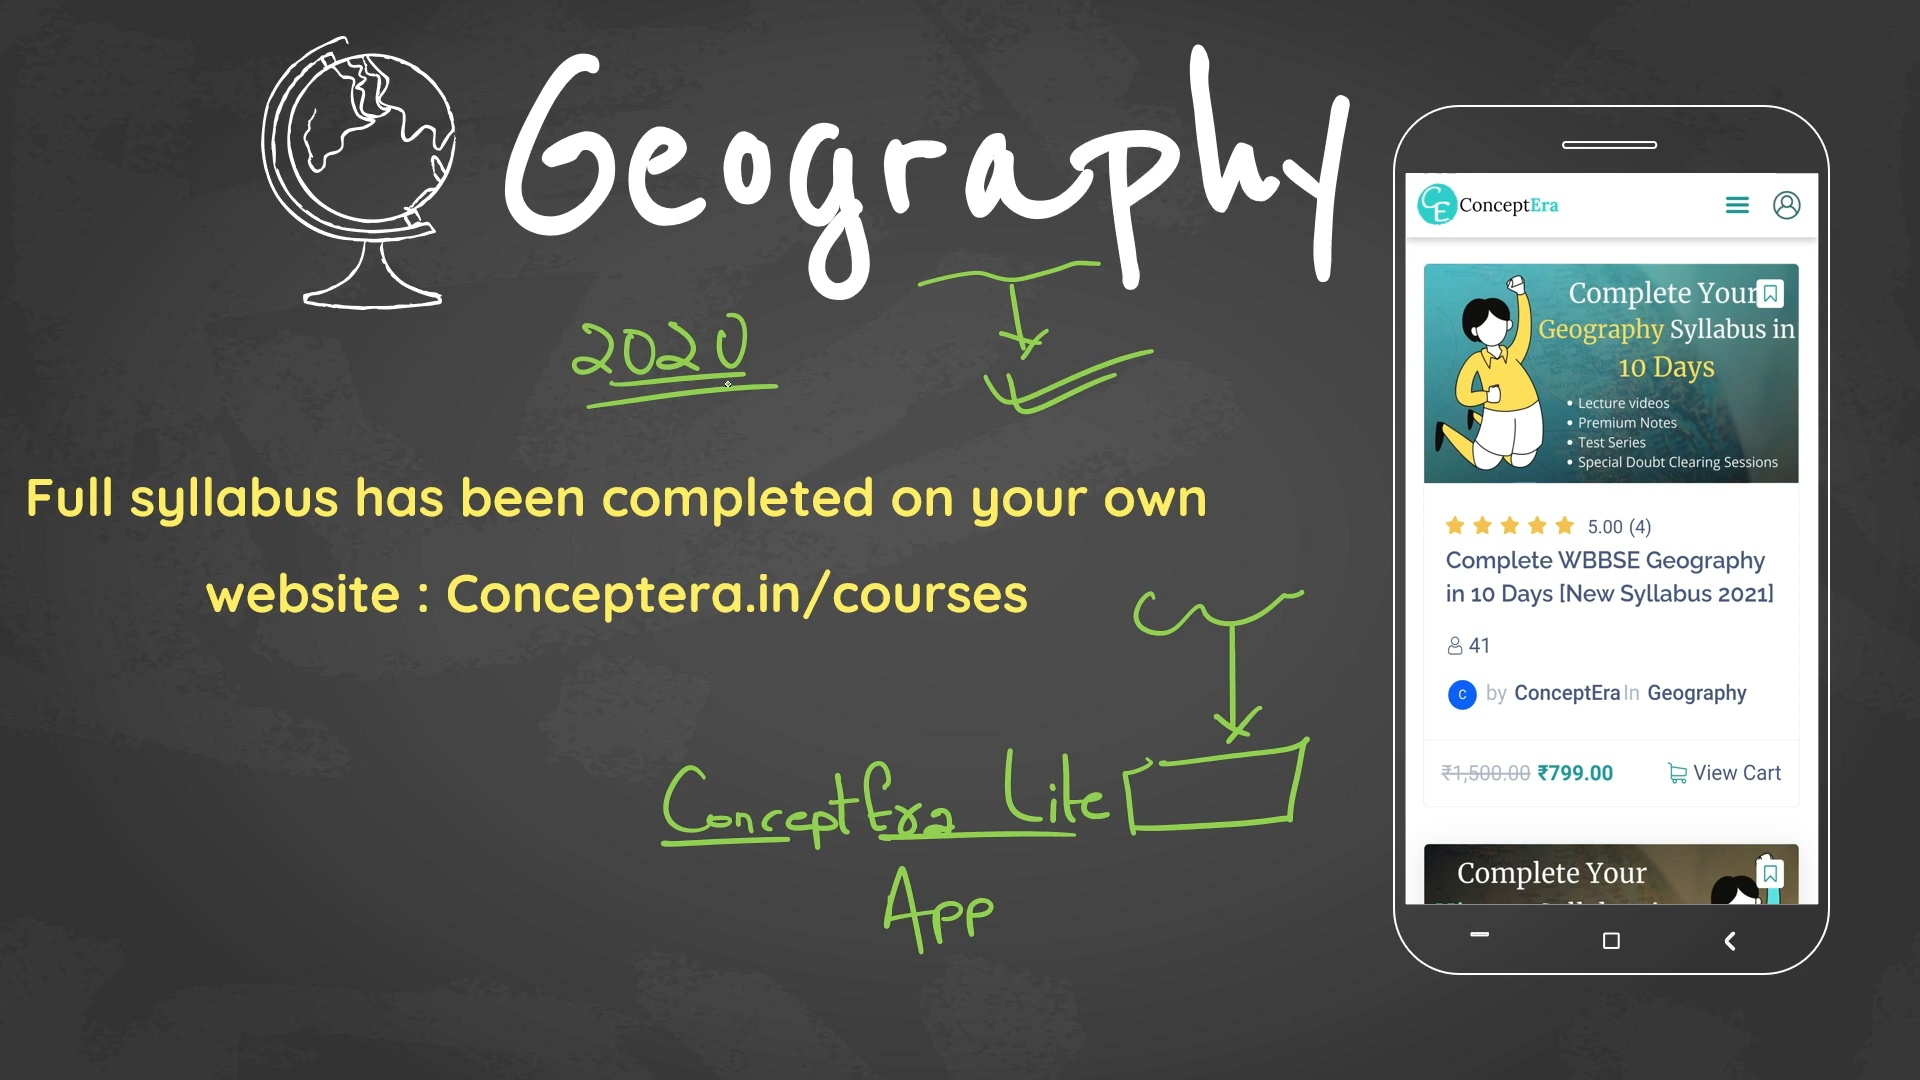 Geography
2020
Full syllabus has been completed on your own
website : Conceptera.in/courses
ConceptEra Lite
App
CE ConceptEra
Complete Your
Geography Syllabus in
10 Days
• Lecture videos
• Premium Notes
• Test Series
• Special Doubt Clearing Sessions
5.00 (4)
Complete WBBSE Geography
in 10 Days [New Syllabus 2021]
41
C by ConceptEra In Geography
₹1,500.00 ₹799.00 View Cart
Complete Your